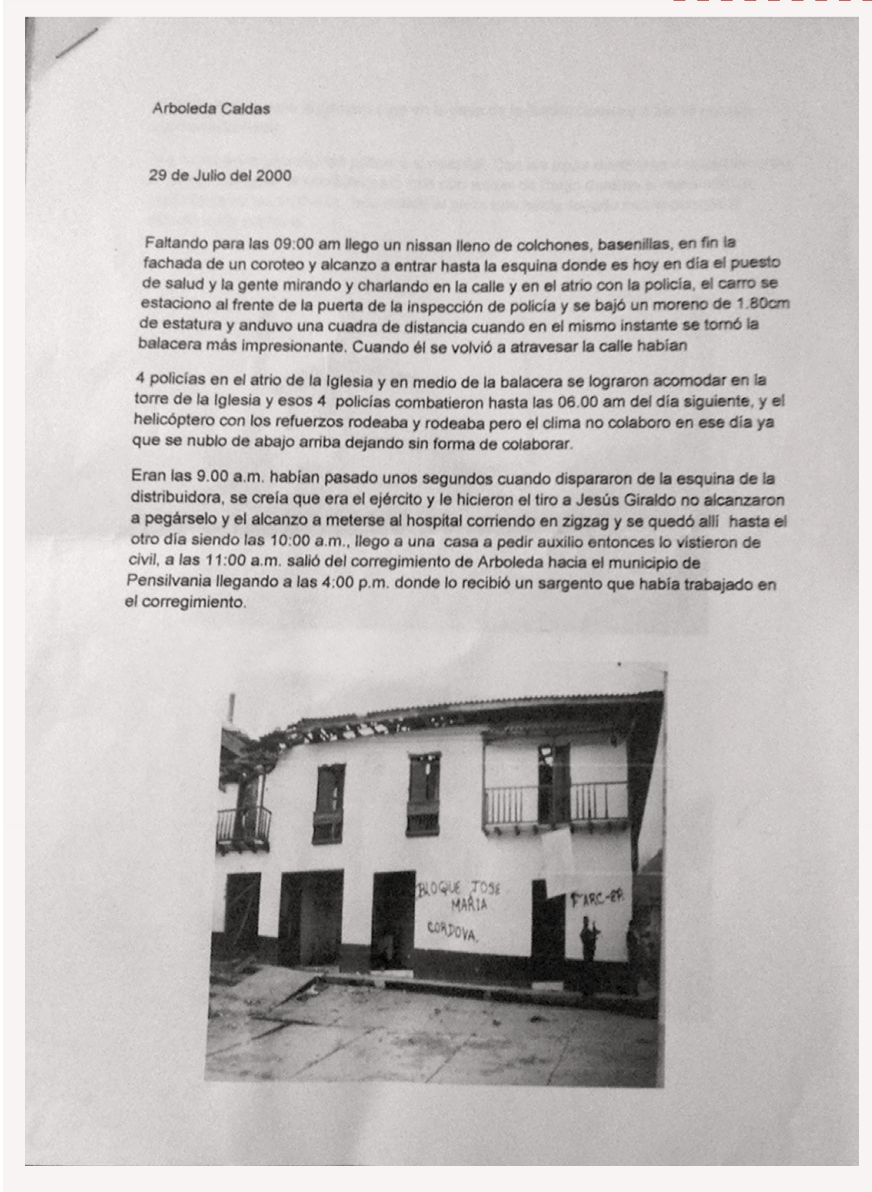 Arboleda Caldas
29 de Julio del 2000
Faltando para las 09:00 am llego un nissan lleno de colchones, basenillas, en fin la
fachada de un coroteo y alcanzo a entrar hasta la esquina donde es hoy en día el puesto
de salud y la gente mirando y charlando en la calle y en el atrio con la policía, el carro se
estaciono al frente de la puerta de la inspección de policía y se bajó un moreno de 1.80cm
de estatura y anduvo una cuadra de distancia cuando en el mismo instante se tornó la
balacera más impresionante. Cuando él se volvió a atravesar la calle habían
4 policías en el atrio de la Iglesia y en medio de la balacera se lograron acomodar en la
torre de la Iglesia y esos 4 policías combatieron hasta las 06.00 am del día siguiente, y el
helicóptero con los refuerzos rodeaba y rodeaba pero el clima no colaboro en ese día ya
que se nublo de abajo arriba dejando sin forma de colaborar.
Eran las 9.00 a.m. habían pasado unos segundos cuando dispararon de la esquina de la
distribuidora, se creía que era el ejército y le hicieron el tiro a Jesús Giraldo no alcanzaron
a pegárselo y el alcanzo a meterse al hospital corriendo en zigzag y se quedó allí hasta el
otro día siendo las 10:00 a.m., llego a una casa a pedir auxilio entonces lo vistieron de
civil, a las 11:00 a.m. salió del corregimiento de Arboleda hacia el municipio de
Pensilvania llegando a las 4:00 p.m. donde lo recibió un sargento que había trabajado en
el corregimiento.
BLOQUE JOSE
MARIA
CORDOVA.
FARC-EP.